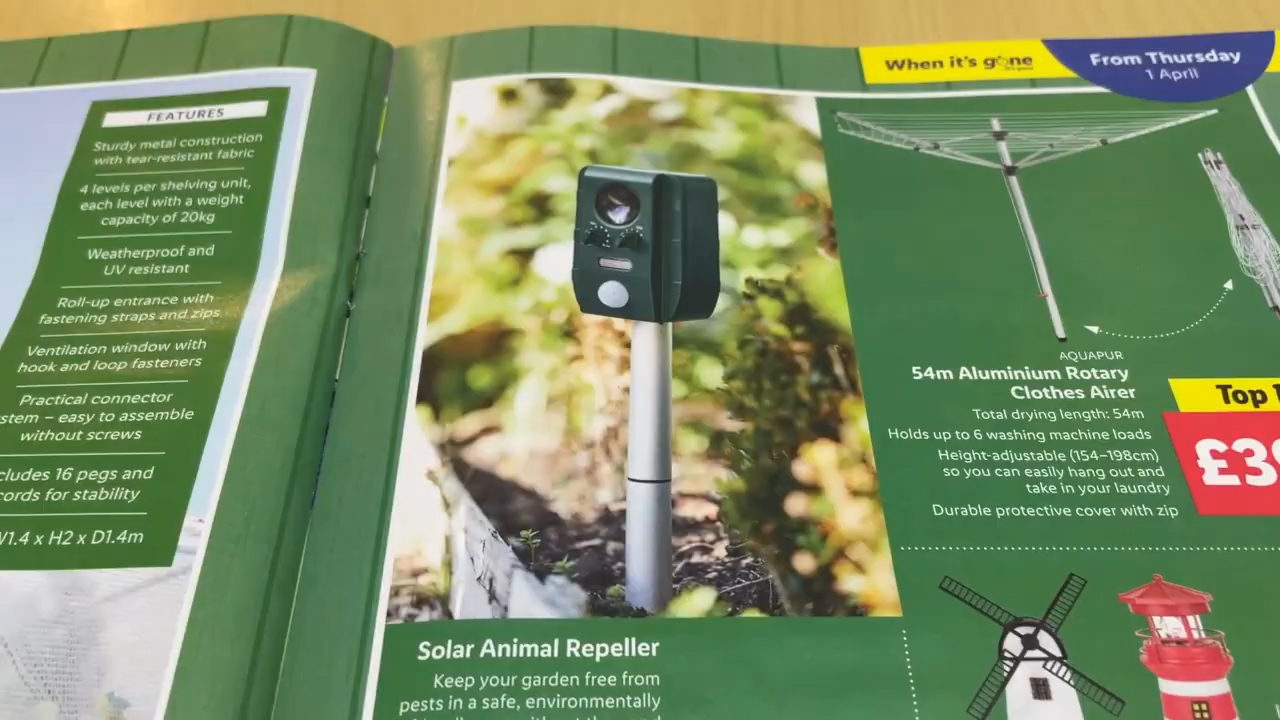 FEATURES
Sturdy metal construction
with tear-resistant fabric
4 levels per shelving unit,
each level with a weight
capacity of 20kg
Weatherproof and
UV resistant
Roll-up entrance with
fastening straps and zips
Ventilation window with
hook and loop fasteners
Practical connector
stem – easy to assemble
without screws
cludes 16 pegs and
cords for stability
W1.4 x H2 x D1.4m
When it's gone
From Thursday
1 April
AQUAPUR
54m Aluminium Rotary
Clothes Airer
Total drying length: 54m
Holds up to 6 washing machine loads
Height-adjustable (154–198cm)
so you can easily hang out and
take in your laundry
Durable protective cover with zip
Top
£3
Solar Animal Repeller
Keep your garden free from
pests in a safe, environmentally